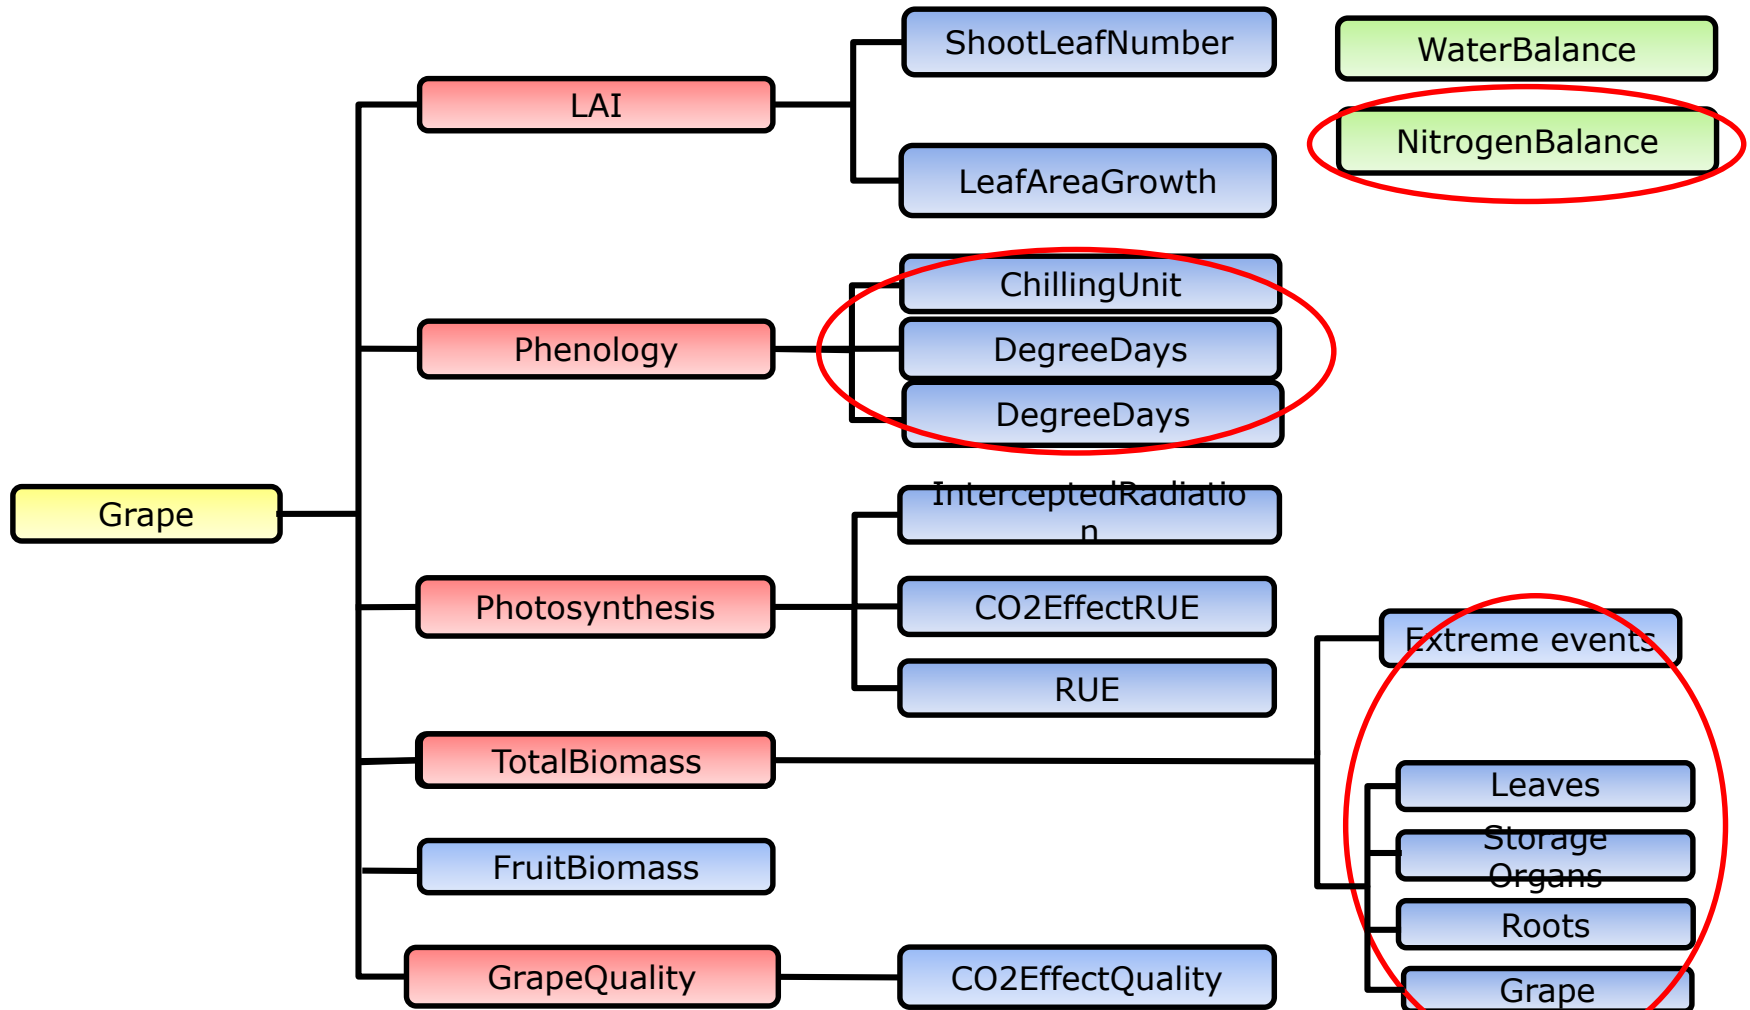 ShootLeafNumber
WaterBalance
LAI
NitrogenBalance
LeafAreaGrowth
ChillingUnit
Phenology
DegreeDays
DegreeDays
Grape
InterceptedRadiatio
n
Photosynthesis
CO2EffectRUE
Extreme events
RUE
TotalBiomass
Leaves
Storage
Organs
FruitBiomass
Roots
GrapeQuality
CO2EffectQuality
Grape